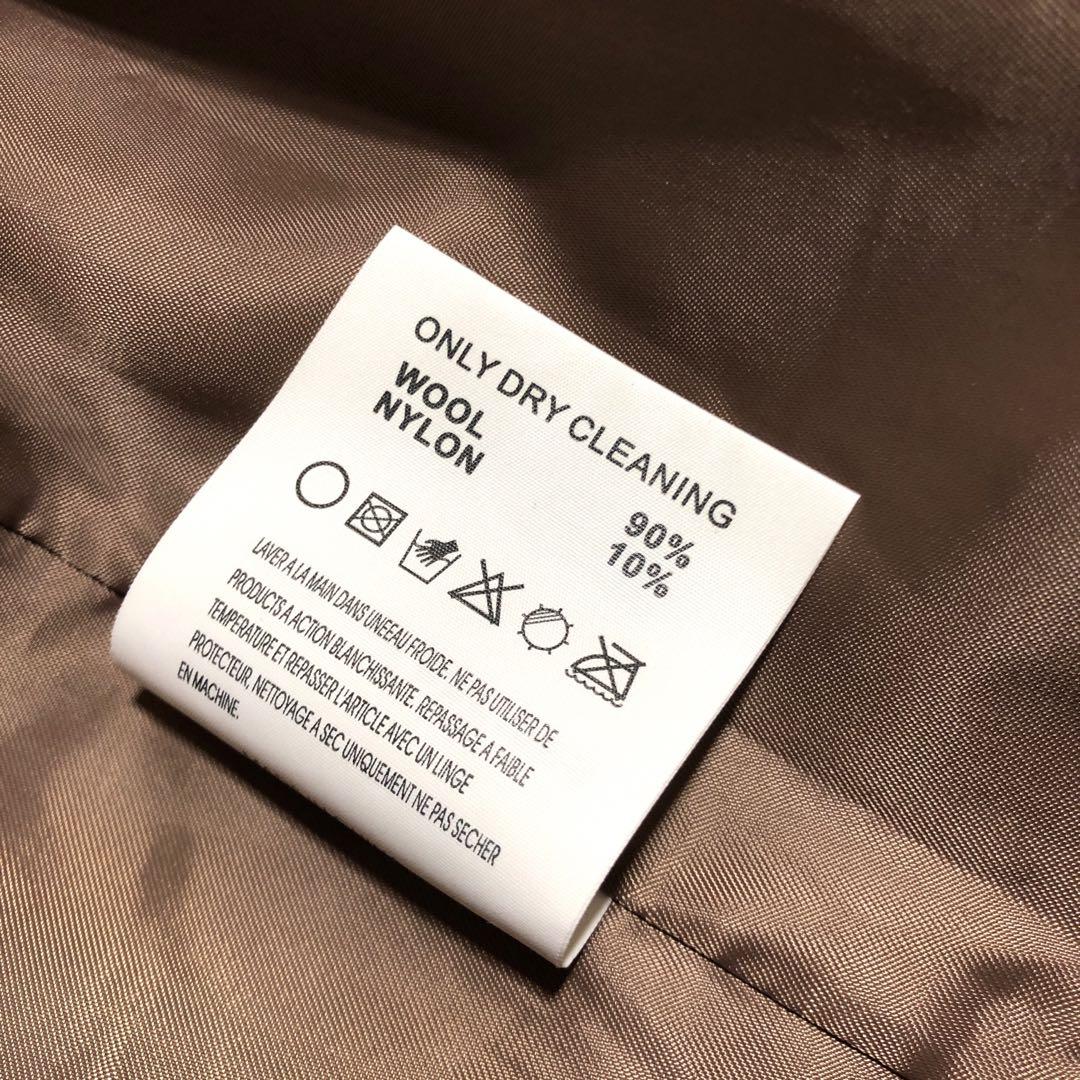 ONLY DRY CLEANING
WOOL 90%
NYLON 10%
LAVER A LA MAIN DANS UNEEAU FROIDE. NE PAS UTILISER DE
PRODUCTS A ACTION BLANCHISSANTE. REPASSAGE A FAIBLE
TEMPERATURE ET REPASSER L'ARTICLE AVEC UN LINGE
PROTECTEUR. NETTOYAGE A SEC UNIQUEMENT NE PAS SECHER
EN MACHINE.